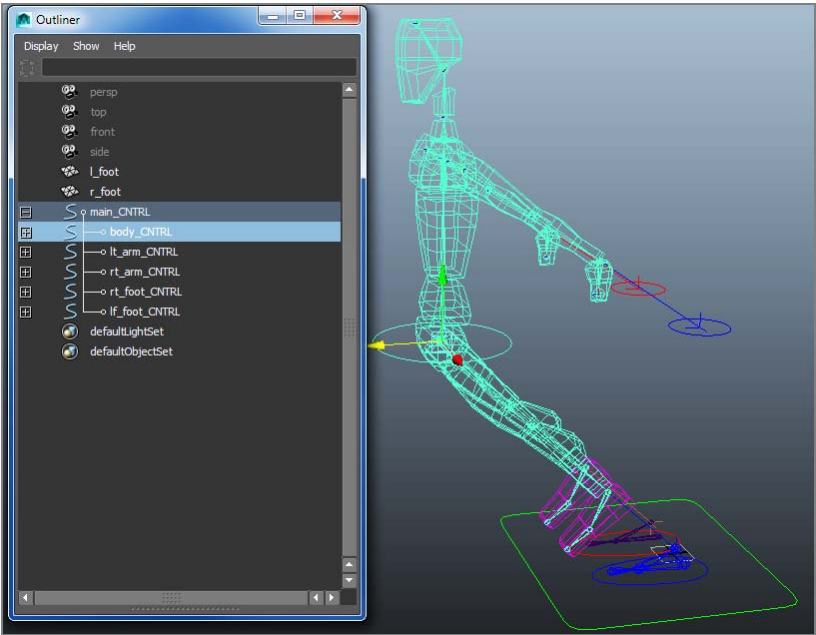 Outliner
Display Show Help
persp
top
front
side
l_foot
r_foot
main_CNTRL
body_CNTRL
lt_arm_CNTRL
rt_arm_CNTRL
rt_foot_CNTRL
lf_foot_CNTRL
defaultLightSet
defaultObjectSet